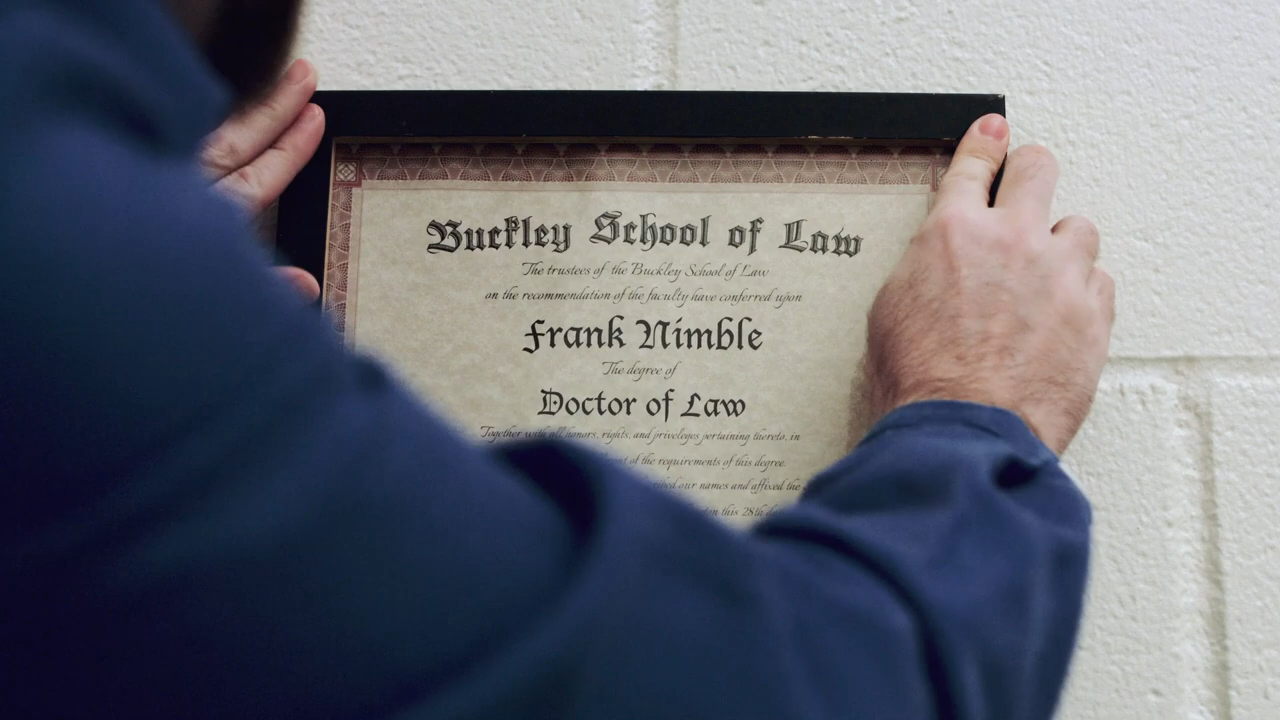 Buckley School of Law
The trustees of the Buckley School of Law
on the recommendation of the faculty have conferred upon
Frank Nimble
The degree of
Doctor of Law
Together with all honors, rights, and priveleges pertaining thereto, in
of the requirements of this degree.
our names and affixed the
upon this 28th